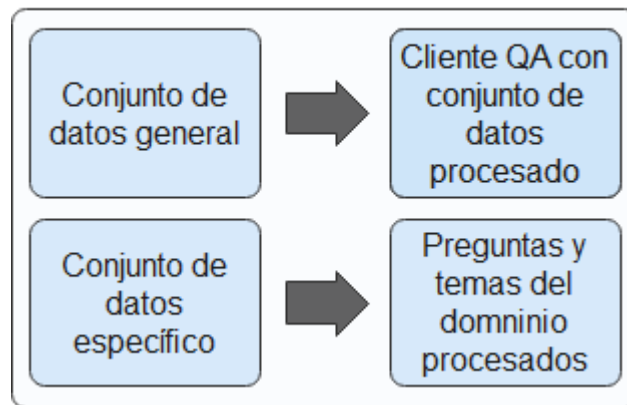 Conjunto de
datos general
Cliente QA con
conjunto de
datos
procesado
Conjunto de
datos
específico
Preguntas y
temas del
domninio
procesados